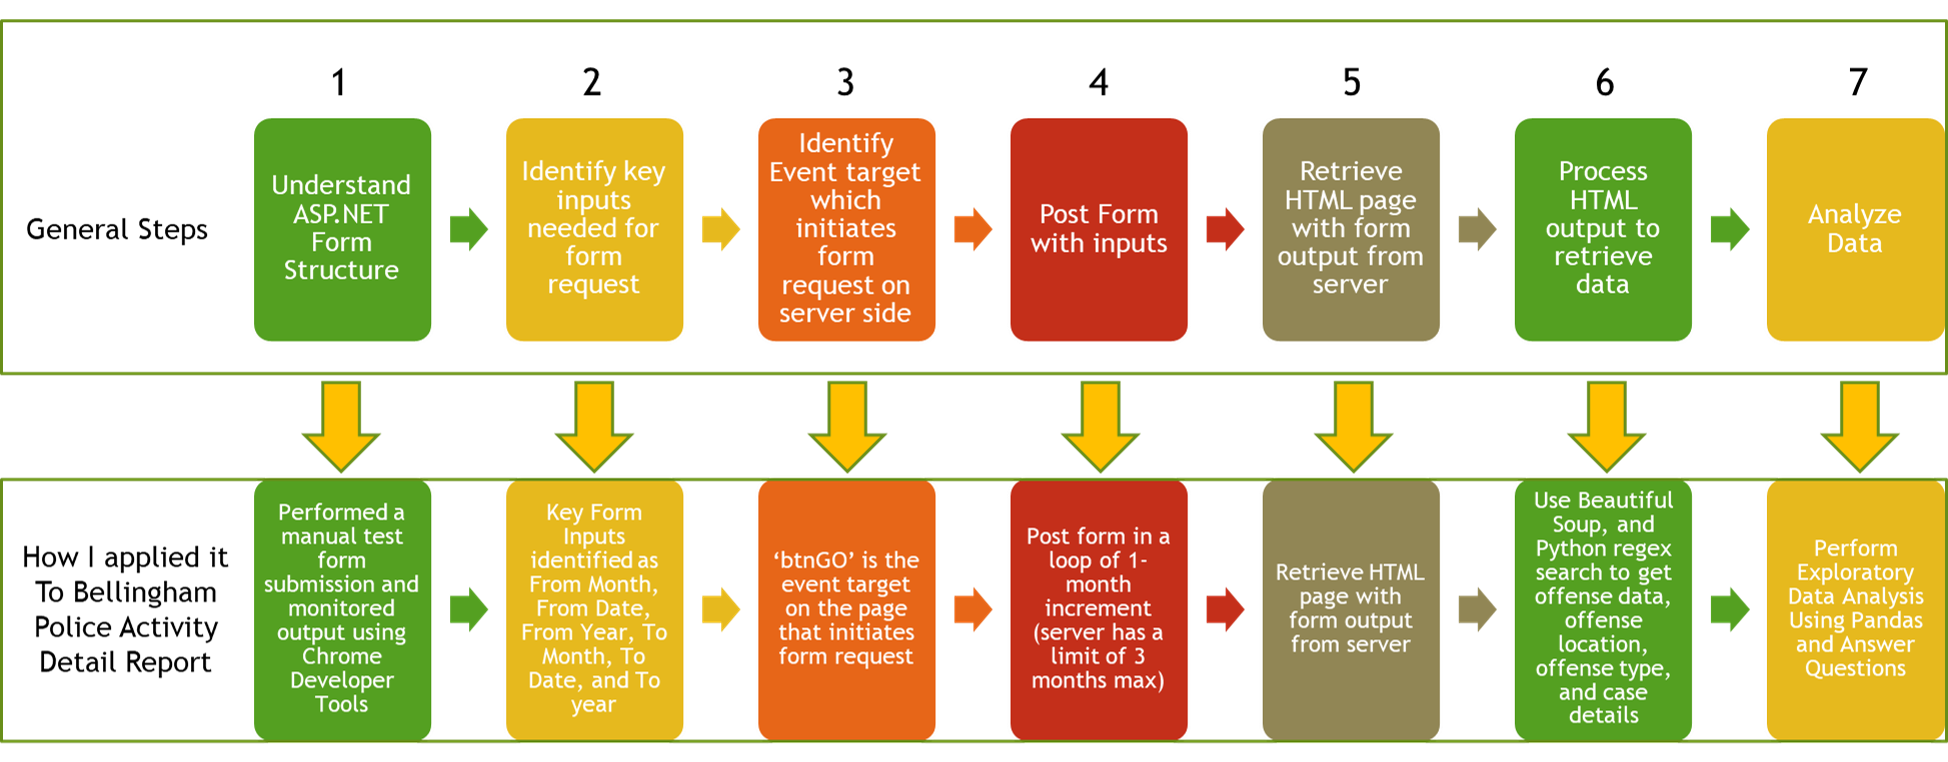 1
2
3
4
5
6
7
General Steps
Understand
ASP.NET
Form
Structure
Identify key
inputs
needed for
form
request
Identify
Event target
which
initiates
form
request on
server side
Post Form
with inputs
Retrieve
HTML page
with form
output from
server
Process
HTML
output to
retrieve
data
Analyze
Data
How I applied it
To Bellingham
Police Activity
Detail Report
Performed a
manual test
form
submission and
monitored
output using
Chrome
Developer
Tools
Key Form
Inputs
identified as
From Month,
From Date,
From Year, To
Month, To
Date, and To
year
‘btnGO’ is the
event target
on the page
that initiates
form request
Post form in a
loop of 1-
month
increment
(server has a
limit of 3
months max)
Retrieve HTML
page with
form output
from server
Use Beautiful
Soup, and
Python regex
search to get
offense data,
offense
location,
offense type,
and case
details
Perform
Exploratory
Data Analysis
Using Pandas
and Answer
Questions